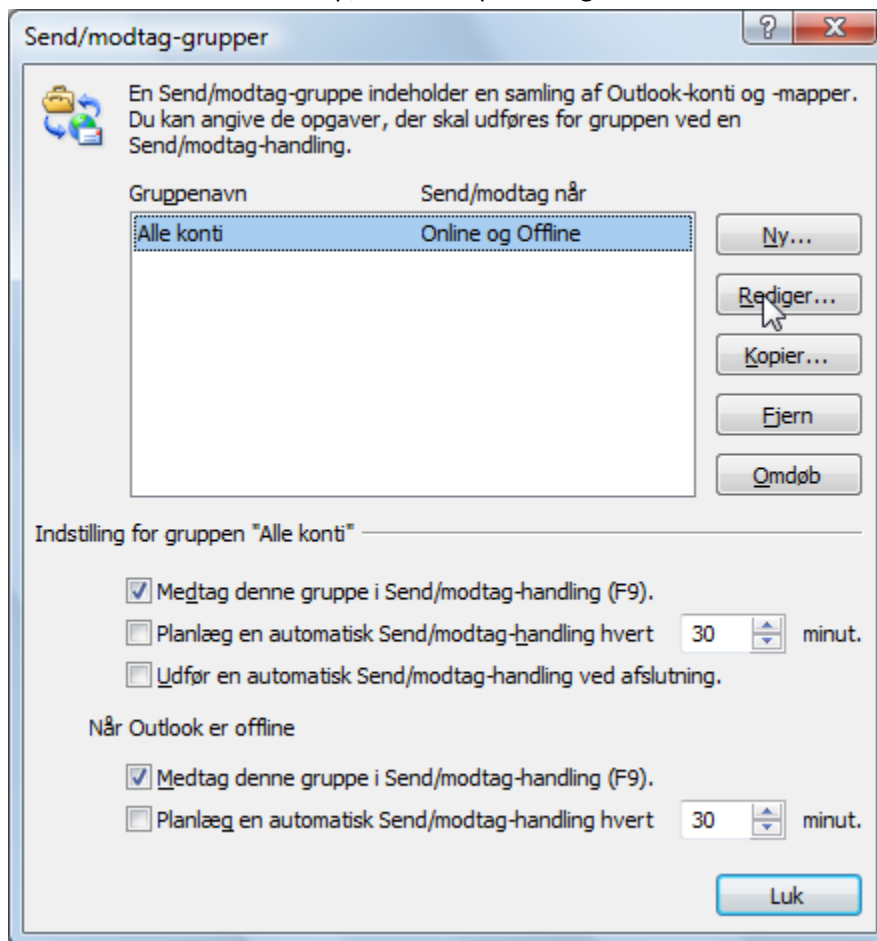 Send/modtag-grupper
En Send/modtag-gruppe indeholder en samling af Outlook-konti og -mapper.
Du kan angive de opgaver, der skal udføres for gruppen ved en
Send/modtag-handling.
Gruppenavn Send/modtag når
Alle konti Online og Offline
Ny...
Rediger...
Kopier...
Fjern
Omdøb
Indstilling for gruppen "Alle konti"
Medtag denne gruppe i Send/modtag-handling (F9).
Planlæg en automatisk Send/modtag-handling hvert 30 minut.
Udfør en automatisk Send/modtag-handling ved afslutning.
Når Outlook er offline
Medtag denne gruppe i Send/modtag-handling (F9).
Planlæg en automatisk Send/modtag-handling hvert 30 minut.
Luk